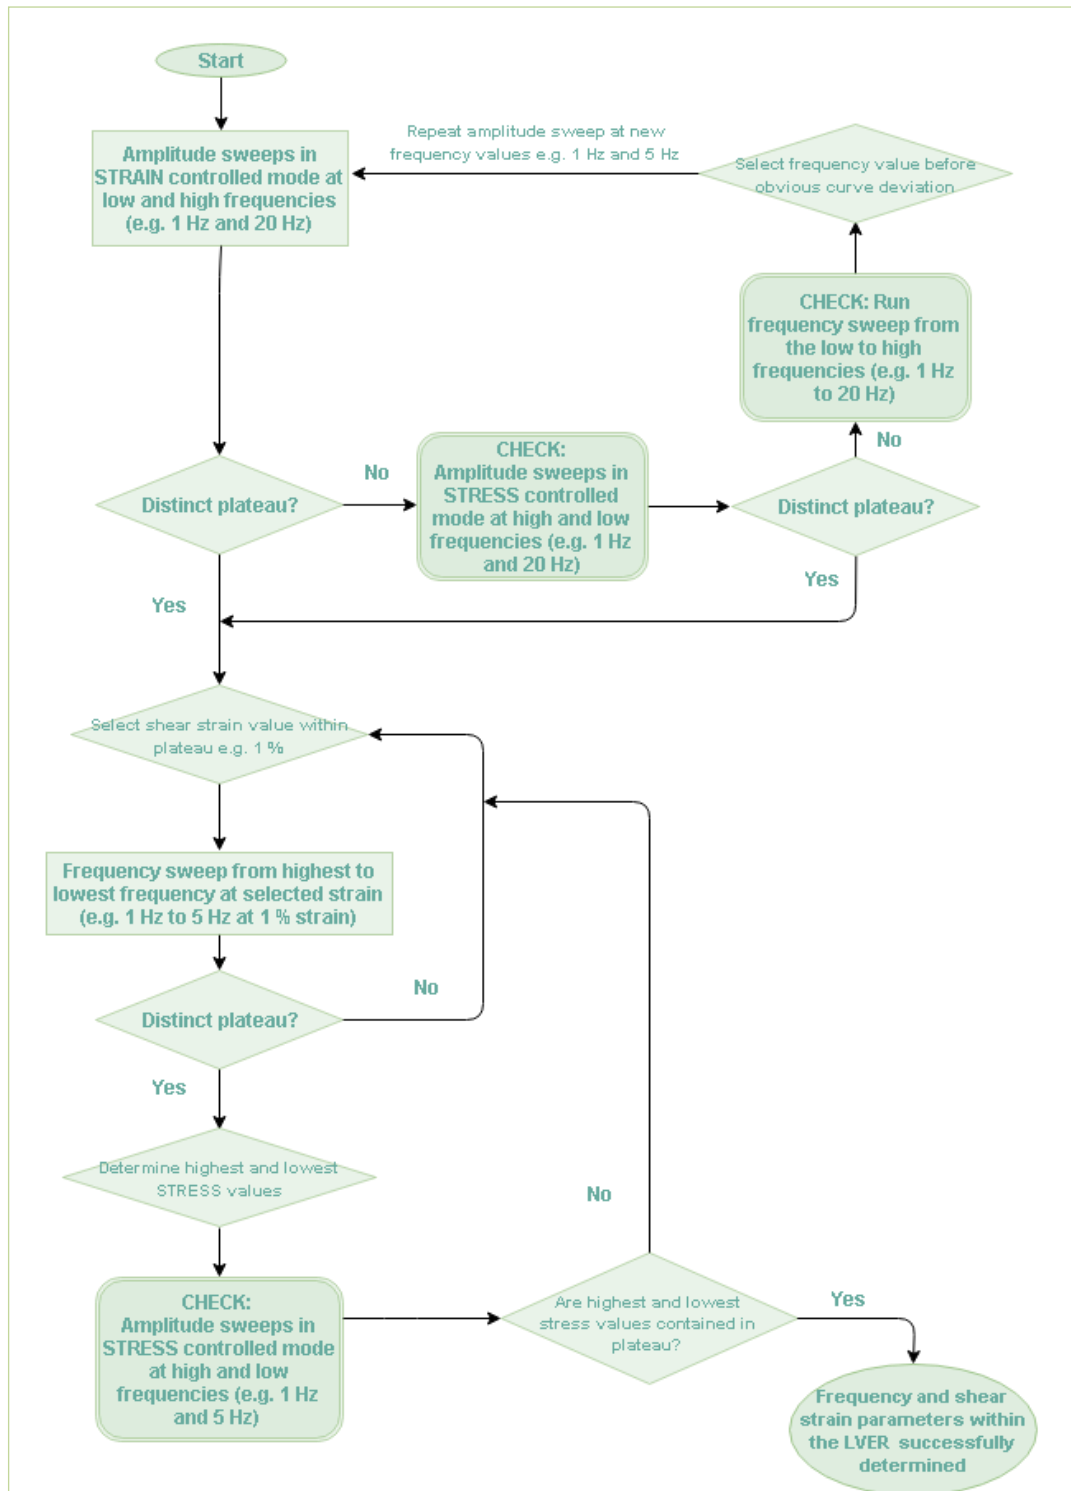 Start
Amplitude sweeps in
STRAIN controlled mode at
low and high frequencies
(e.g. 1 Hz and 20 Hz)
Repeat amplitude sweep at new
frequency values e.g. 1 Hz and 5 Hz
Select frequency value before
obvious curve deviation
CHECK: Run
frequency sweep from
the low to high
frequencies (e.g. 1 Hz
to 20 Hz)
No
Distinct plateau?
No
CHECK:
Amplitude sweeps in
STRESS controlled
mode at high and low
frequencies (e.g. 1 Hz
and 20 Hz)
Distinct plateau?
Yes
Yes
Select shear strain value within
plateau e.g. 1 %
Frequency sweep from highest to
lowest frequency at selected strain
(e.g. 1 Hz to 5 Hz at 1 % strain)
No
Distinct plateau?
Yes
Determine highest and lowest
STRESS values
No
CHECK:
Amplitude sweeps in
STRESS controlled mode
at high and low
frequencies (e.g. 1 Hz
and 5 Hz)
Are highest and lowest
stress values contained in
plateau?
Yes
Frequency and shear
strain parameters within
the LVER successfully
determined